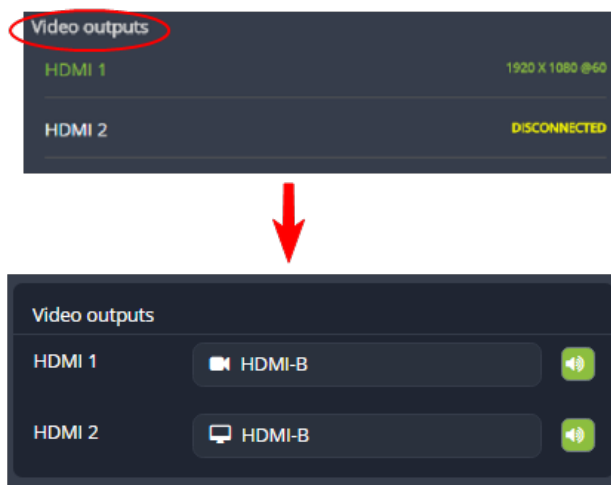 Video outputs
HDMI 1 1920 X 1080 @60
HDMI 2 DISCONNECTED
Video outputs
HDMI 1 HDMI-B
HDMI 2 HDMI-B